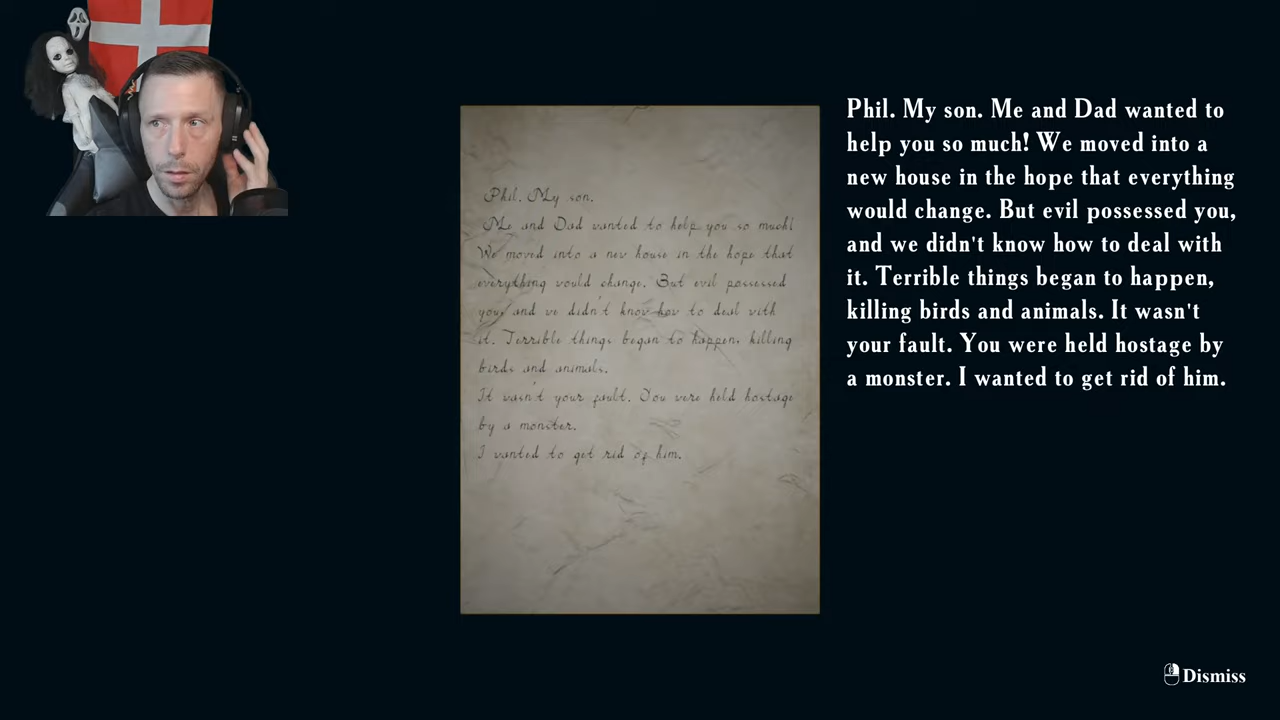 Phil. My son.
Me and Dad wanted to help you so much!
We moved into a new house in the hope that
everything would change. But evil possessed
you, and we didn't know how to deal with
it. Terrible things began to happen, killing
birds and animals.
It wasn't your fault. You were held hostage
by a monster.
I wanted to get rid of him.
Phil. My son. Me and Dad wanted to
help you so much! We moved into a
new house in the hope that everything
would change. But evil possessed you,
and we didn't know how to deal with
it. Terrible things began to happen,
killing birds and animals. It wasn't
your fault. You were held hostage by
a monster. I wanted to get rid of him.
Dismiss